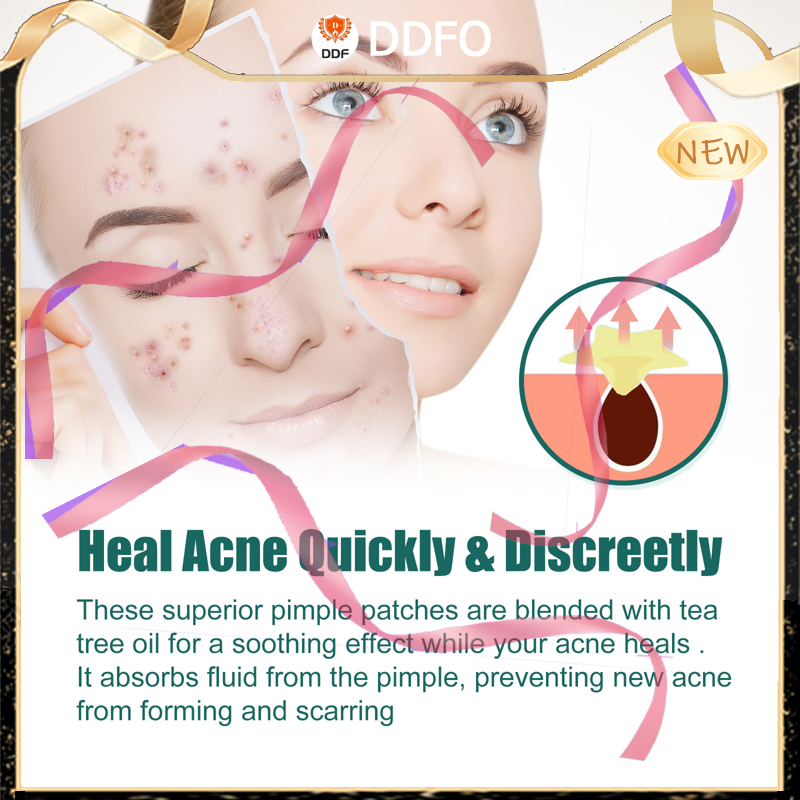 DDF
DDFO
NEW
Heal Acne Quickly & Discreetly
These superior pimple patches are blended with tea
tree oil for a soothing effect while your acne heals .
It absorbs fluid from the pimple, preventing new acne
from forming and scarring